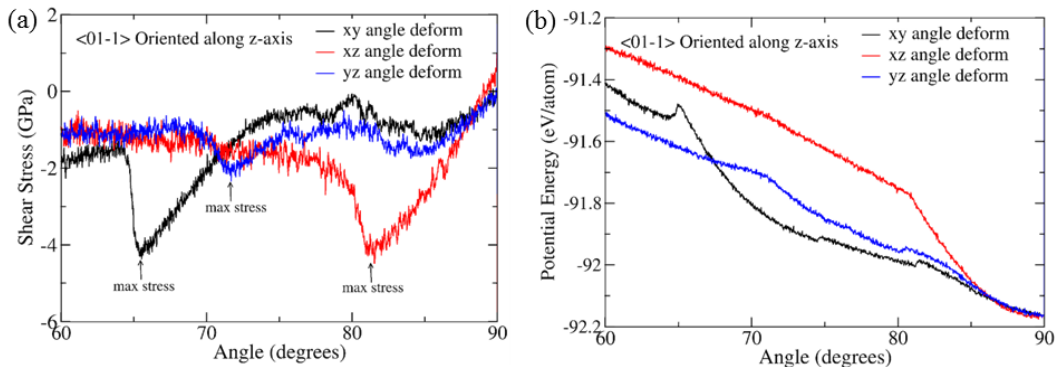 (a)
<01-1> Oriented along z-axis
xy angle deform
xz angle deform
yz angle deform
Shear Stress (GPa)
0
-2
-4
-6
max stress
max stress
max stress
60
70
80
90
Angle (degrees)
(b)
<01-1> Oriented along z-axis
xy angle deform
xz angle deform
yz angle deform
Potential Energy (eV/atom)
-91.2
-91.4
-91.6
-91.8
-92
-92.2
60
70
80
90
Angle (degrees)